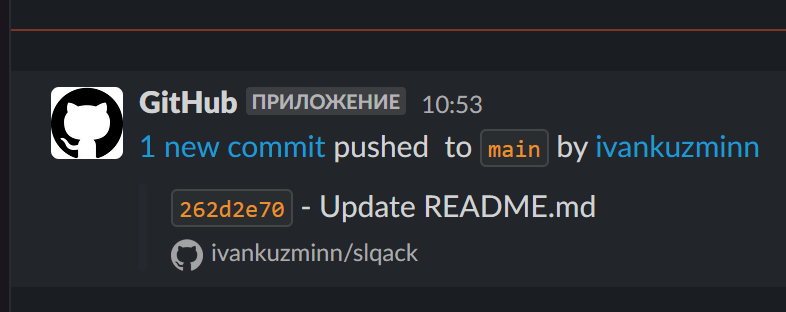 GitHub ПРИЛОЖЕНИЕ 10:53
1 new commit pushed to main by ivankuzminn
262d2e70 - Update README.md
ivankuzminn/slqack